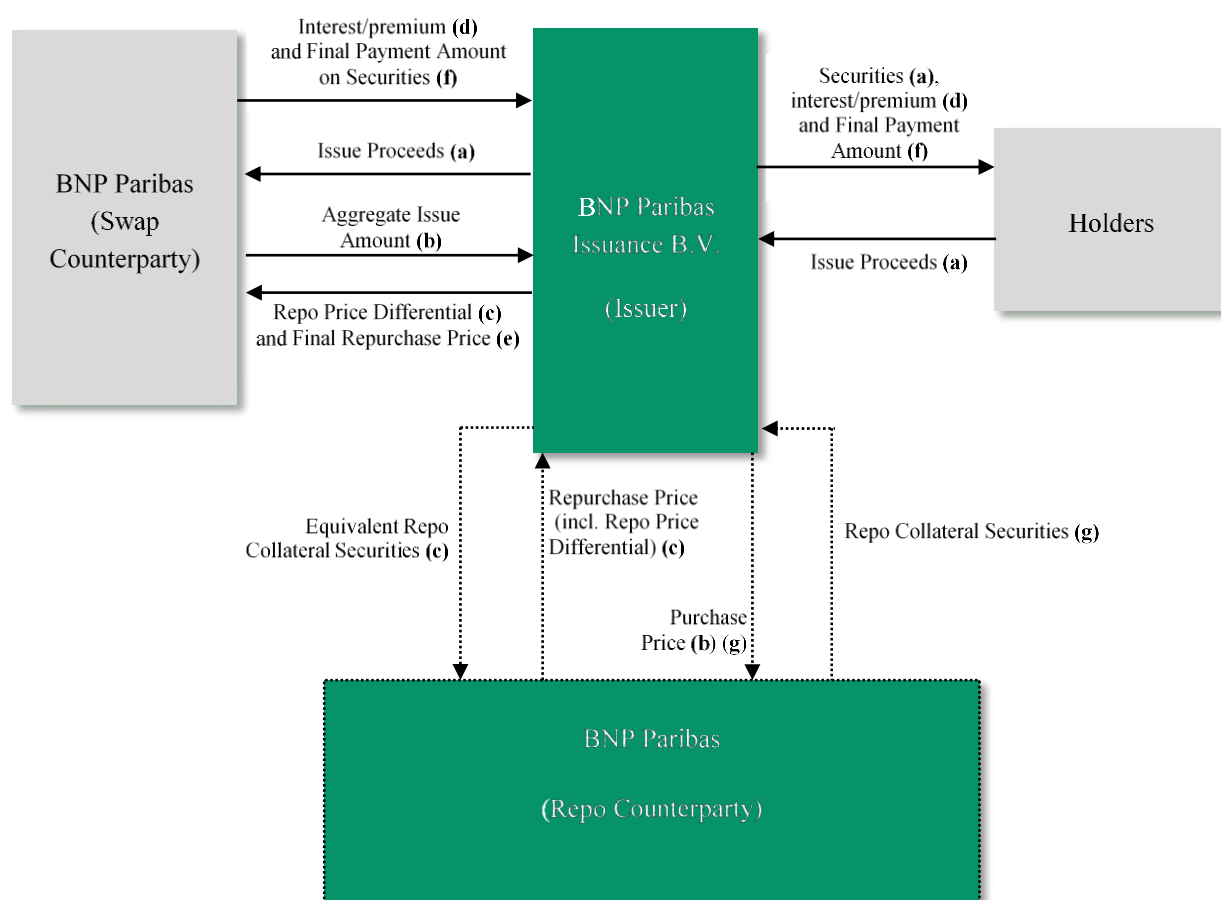 Interest/premium (d)
and Final Payment Amount
on Securities (f)
Issue Proceeds (a)
BNP Paribas
(Swap
Counterparty)
Aggregate Issue
Amount (b)
Repo Price Differential (c)
and Final Repurchase Price (e)
BNP Paribas
Issuance B.V.
(Issuer)
Securities (a),
interest/premium (d)
and Final Payment
Amount (f)
Holders
Issue Proceeds (a)
Equivalent Repo
Collateral Securities (c)
Repurchase Price
(incl. Repo Price
Differential) (c)
Repo Collateral Securities (g)
Purchase
Price (b) (g)
BNP Paribas
(Repo Counterparty)